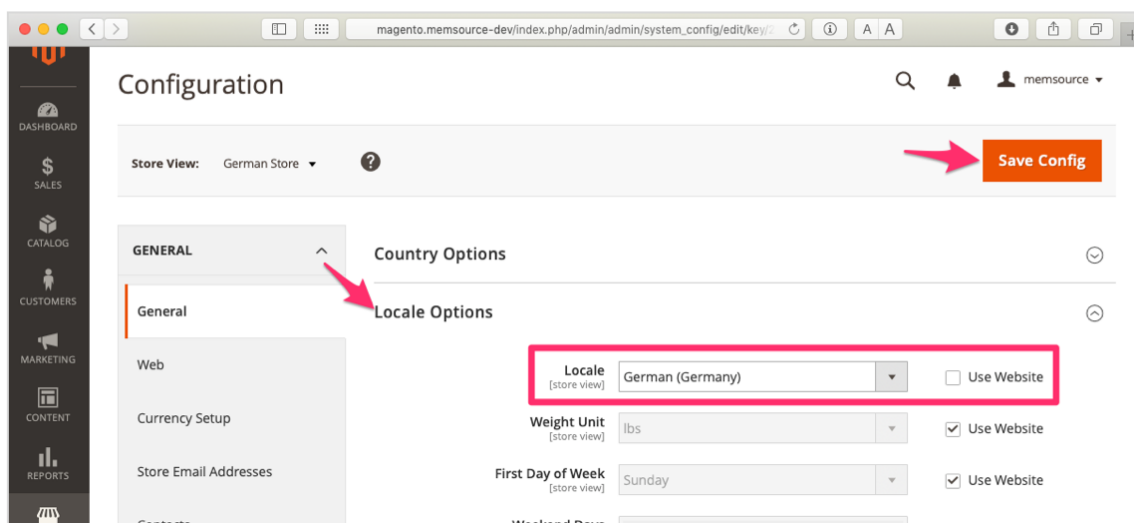 magento.memsource-dev/index.php/admin/admin/system_config/edit/key/
A A
Configuration
memsource
DASHBOARD
Store View: German Store
Save Config
SALES
CATALOG
GENERAL
Country Options
CUSTOMERS
General
Locale Options
MARKETING
Web
Locale
[store view]
German (Germany)
Use Website
CONTENT
Currency Setup
Weight Unit
[store view]
lbs
Use Website
REPORTS
Store Email Addresses
First Day of Week
[store view]
Sunday
Use Website